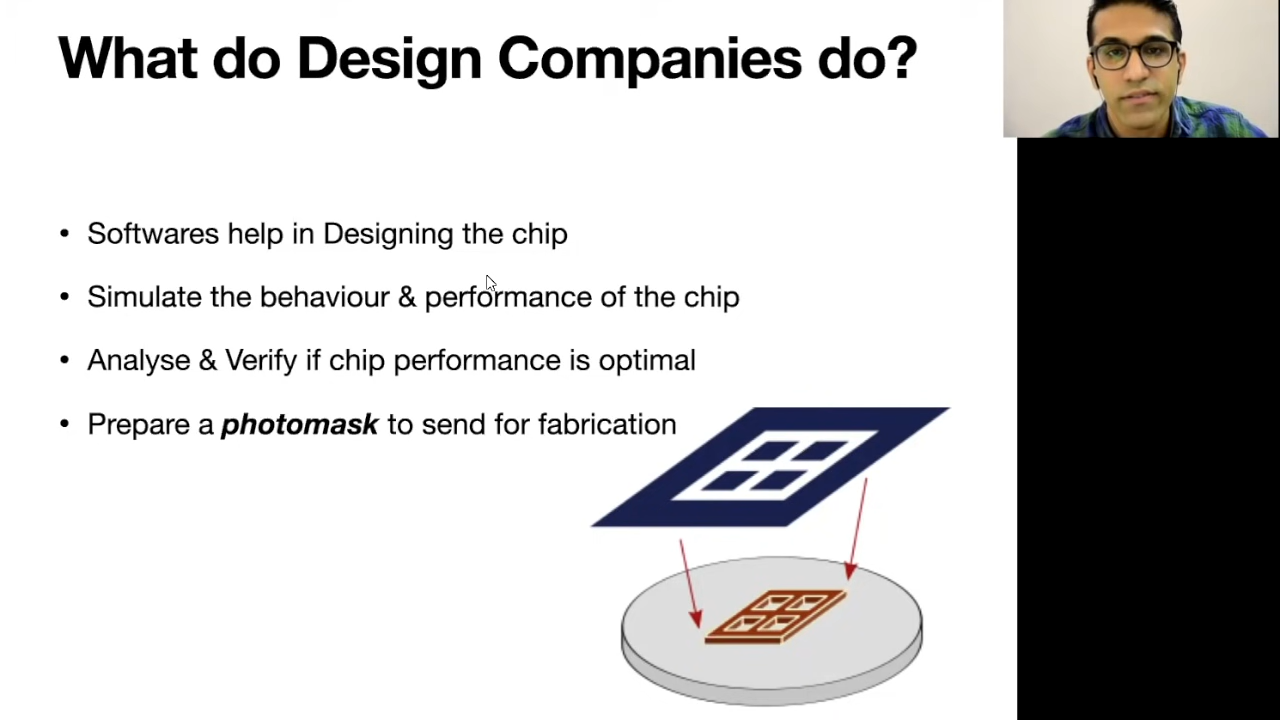 What do Design Companies do?
• Softwares help in Designing the chip
• Simulate the behaviour & performance of the chip
• Analyse & Verify if chip performance is optimal
• Prepare a photomask to send for fabrication